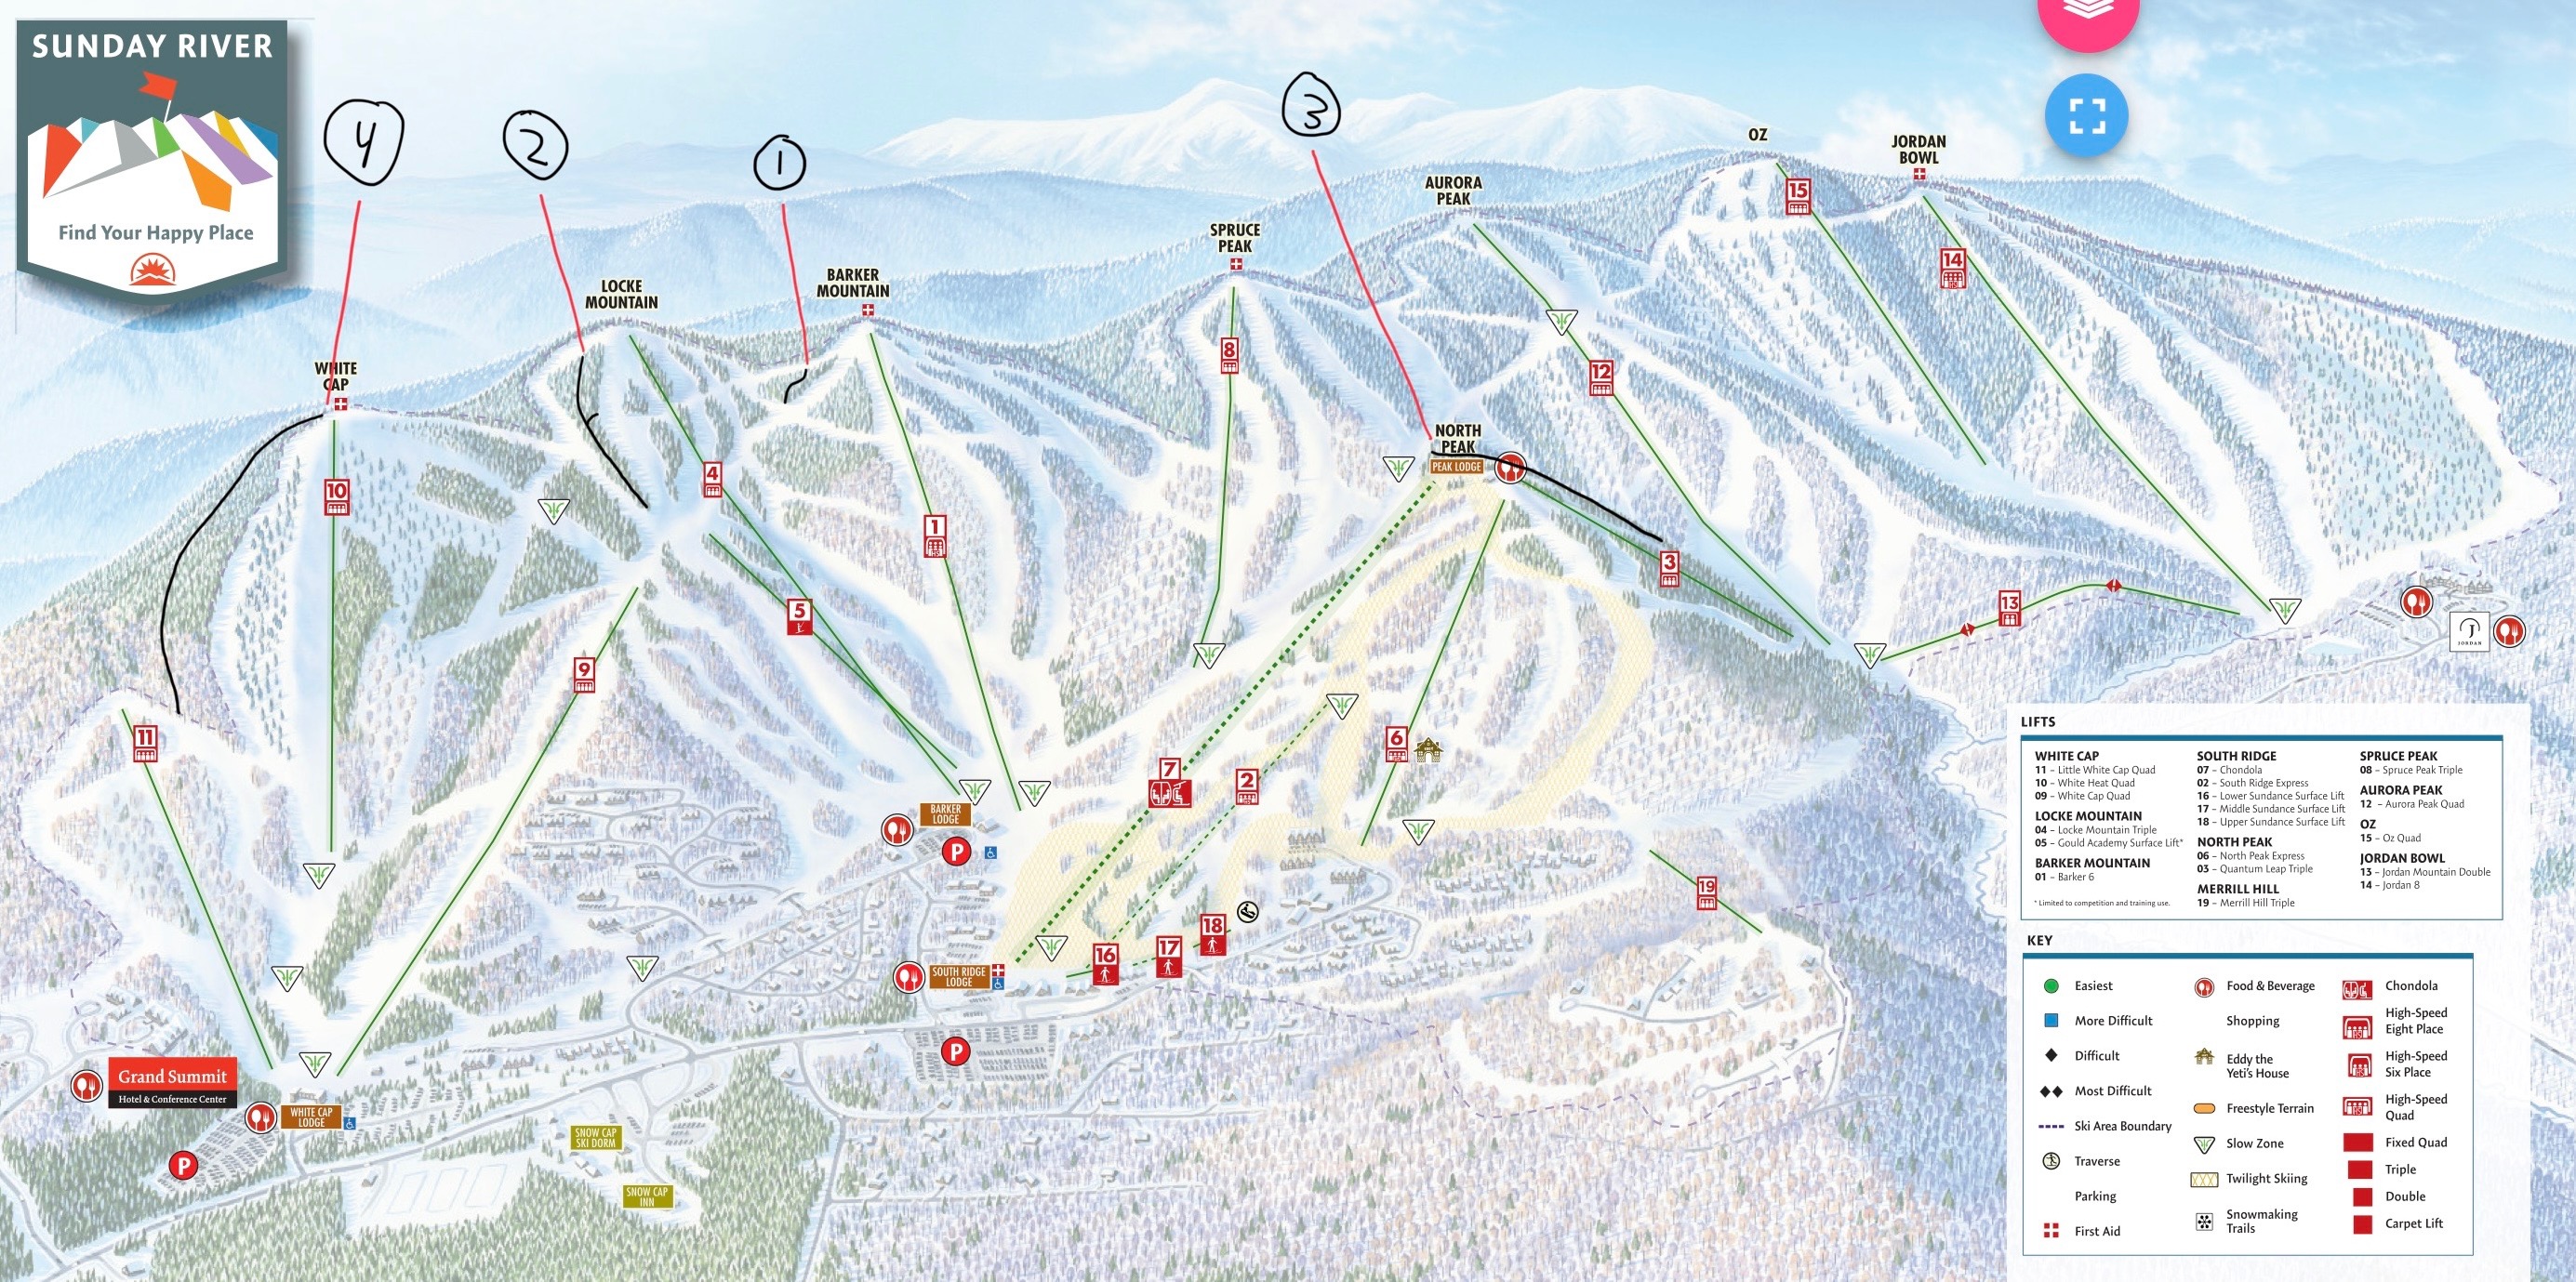 SUNDAY RIVER
Find Your Happy Place
4
2
1
3
OZ
JORDAN
BOWL
AURORA
PEAK
SPRUCE
PEAK
BARKER
MOUNTAIN
LOCKE
MOUNTAIN
WHITE
CAP
NORTH
PEAK
PEAK LODGE
15
14
8
12
10
4
1
3
5
13
9
11
7
2
6
19
18
17
16
J
JORDAN
BARKER
LODGE
P
SOUTH RIDGE
LODGE
P
Grand Summit
Hotel & Conference Center
WHITE CAP
LODGE
P
SNOW CAP
SKI DORM
SNOW CAP
INN
LIFTS
WHITE CAP
11 – Little White Cap Quad
10 – White Heat Quad
09 – White Cap Quad
LOCKE MOUNTAIN
04 – Locke Mountain Triple
05 – Gould Academy Surface Lift*
BARKER MOUNTAIN
01 – Barker 6
* Limited to competition and training use.
SOUTH RIDGE
07 – Chondola
02 – South Ridge Express
16 – Lower Sundance Surface Lift
17 – Middle Sundance Surface Lift
18 – Upper Sundance Surface Lift
NORTH PEAK
06 – North Peak Express
03 – Quantum Leap Triple
MERRILL HILL
19 – Merrill Hill Triple
SPRUCE PEAK
08 – Spruce Peak Triple
AURORA PEAK
12 – Aurora Peak Quad
OZ
15 – Oz Quad
JORDAN BOWL
13 – Jordan Mountain Double
14 – Jordan 8
KEY
Easiest
More Difficult
Difficult
Most Difficult
Ski Area Boundary
Traverse
Parking
First Aid
Food & Beverage
Shopping
Eddy the
Yeti's House
Freestyle Terrain
Slow Zone
Twilight Skiing
Snowmaking
Trails
Chondola
High-Speed
Eight Place
High-Speed
Six Place
High-Speed
Quad
Fixed Quad
Triple
Double
Carpet Lift